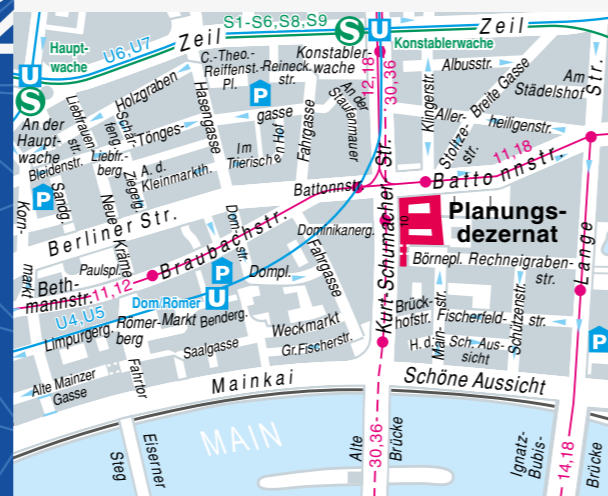 S1-S6,S8,S9
U
Zeil
S
Zeil
Haupt-
wache
U6,U7
Konstablerwache
C.-Theo.-
Reiffenst.-
Pl.
Reineck.
str.
Konstabler-
wache
12,18
30,36
Albusstr.
Am
Städelshof
Str.
U
S
P
Holzgraben
Hasengasse
gasse
Fahrgasse
An der
Staufenmauer
Klingerstr.
Breite Gasse
Aller-
heiligenstr.
Stoltze-
str.
An der
Haupt-
wache
Liebfrauen
str.
Schär-
feng.
Töngesgasse
Bleidenstr.
Liebfr.-
berg
Ziegelg.
A. d.
Kleinmarkth.
Im
Trierische
n Hof
11,18
Battonnstr.
Battonnstr.
P
Sandg.
Korn-
markt
Neue
Kräme
Berliner Str.
Dom-
str.
Braubachstr.
Dominikanerg.
Kurt-Schumacher-Str.
10
Planungs-
dezernat
Lange
Paulspl.
Fahrgasse
Börnepl.
Rechneigraben-
str.
Beth-
mannstr.
11,12
P
Dompl.
Dom/Römer
U
U4,U5
Limpurgerg.
Römer-
berg
Markt
Benderg.
Weckmarkt
Brück-
hofstr.
Fischerfeld-
str.
Schützenstr.
P
Saalgasse
Gr.Fischerstr.
H. d.
Sch. Aus-
sicht
Main-
str.
Alte Mainzer
Gasse
Fahrtor
Mainkai
Schöne Aussicht
MAIN
Eiserner
Steg
Alte
Brücke
30,36
Ignatz-
Bubis-
Brücke
14,18